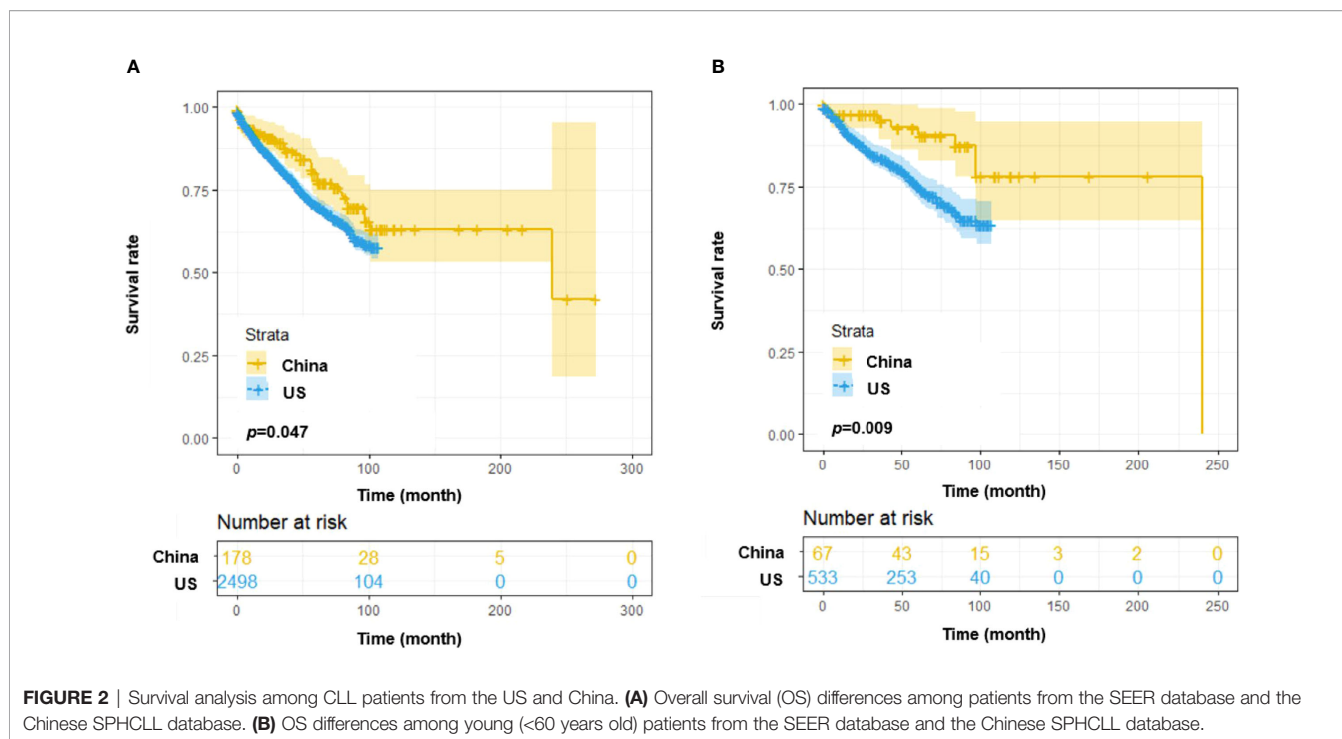 A
Survival rate
1.00
0.75
0.50
0.25
0.00
Strata
China
US
p=0.047
0 100 200 300
Time (month)
Number at risk
China 178 28 5 0
US 2498 104 0 0
0 100 200 300
Time (month)
B
Survival rate
1.00
0.75
0.50
0.25
0.00
Strata
China
US
p=0.009
0 50 100 150 200 250
Time (month)
Number at risk
China 67 43 15 3 2 0
US 533 253 40 0 0 0
0 50 100 150 200 250
Time (month)
FIGURE 2 | Survival analysis among CLL patients from the US and China. (A) Overall survival (OS) differences among patients from the SEER database and the
Chinese SPHCLL database. (B) OS differences among young (<60 years old) patients from the SEER database and the Chinese SPHCLL database.